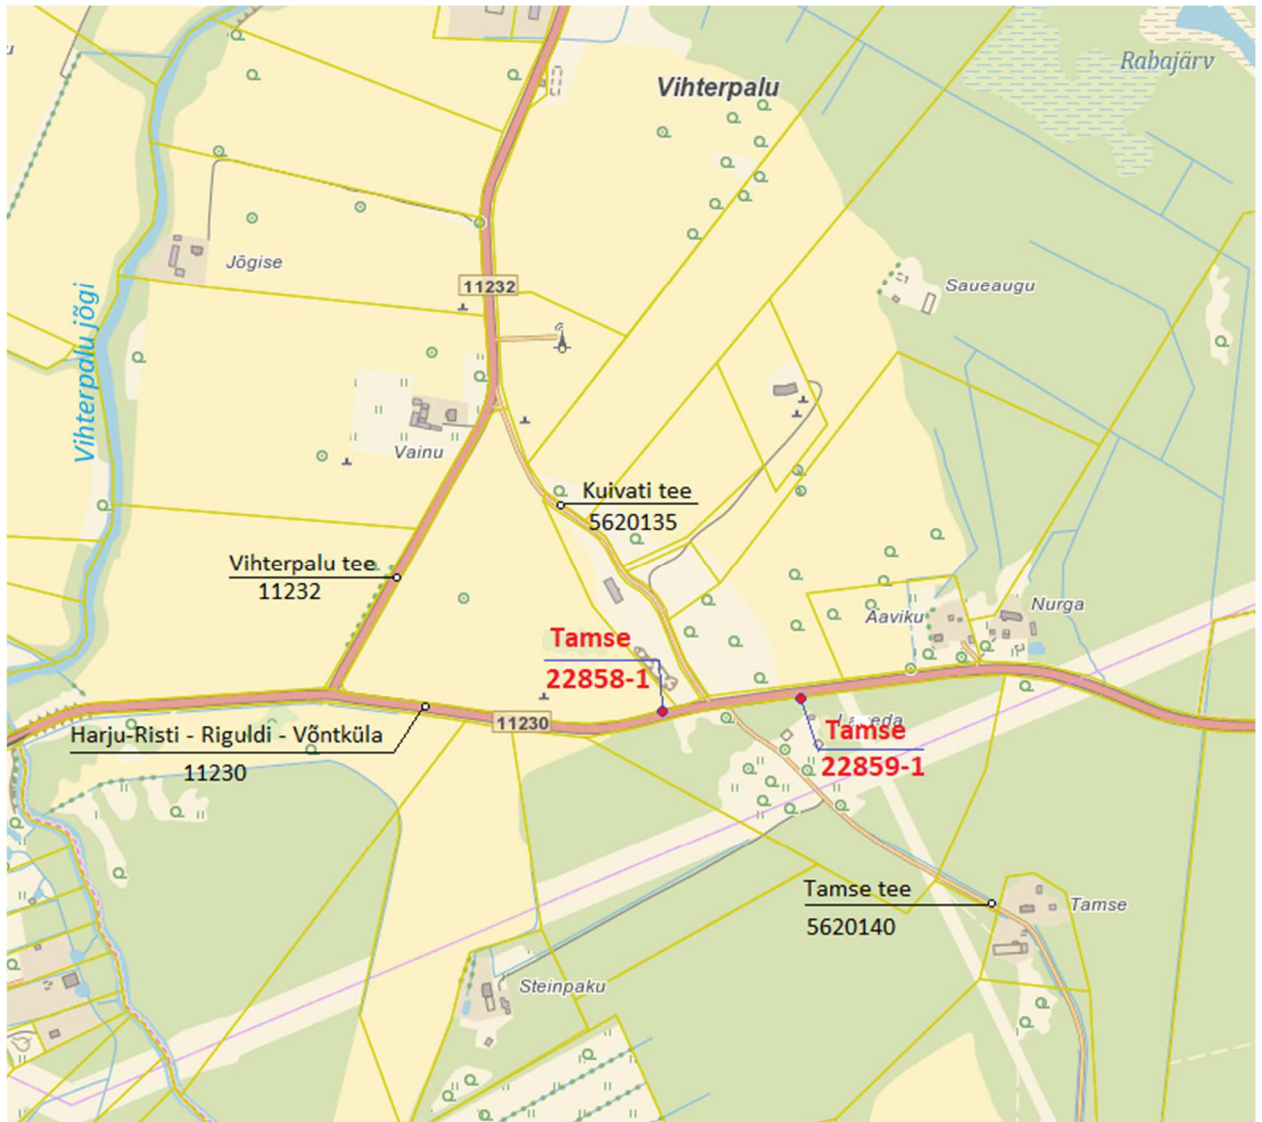 Rabajärv
Vihterpalu
Jõgise
11232
Saueaugu
Vihterpalu jõgi
Vainu
Kuivati tee
5620135
Vihterpalu tee
11232
Nurga
Aaviku
Tamse
22858-1
11230
Harju-Risti - Riguldi - Võntküla
11230
Tamse
22859-1
Tamse tee
5620140
Tamse
Steinpaku